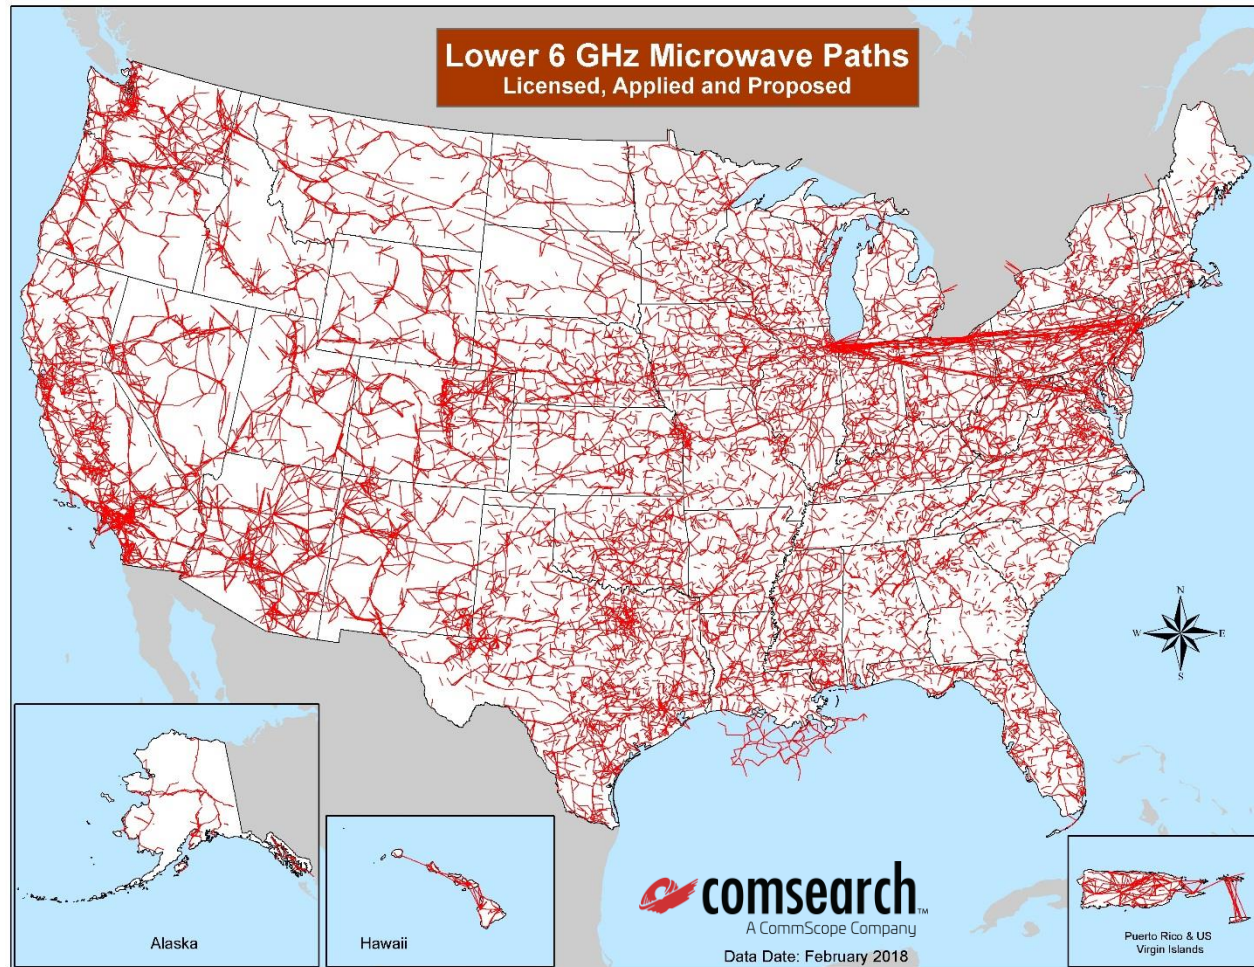 Lower 6 GHz Microwave Paths
Licensed, Applied and Proposed
N
W E
S
Alaska
Hawaii
comsearch™
A CommScope Company
Data Date: February 2018
Puerto Rico & US
Virgin Islands